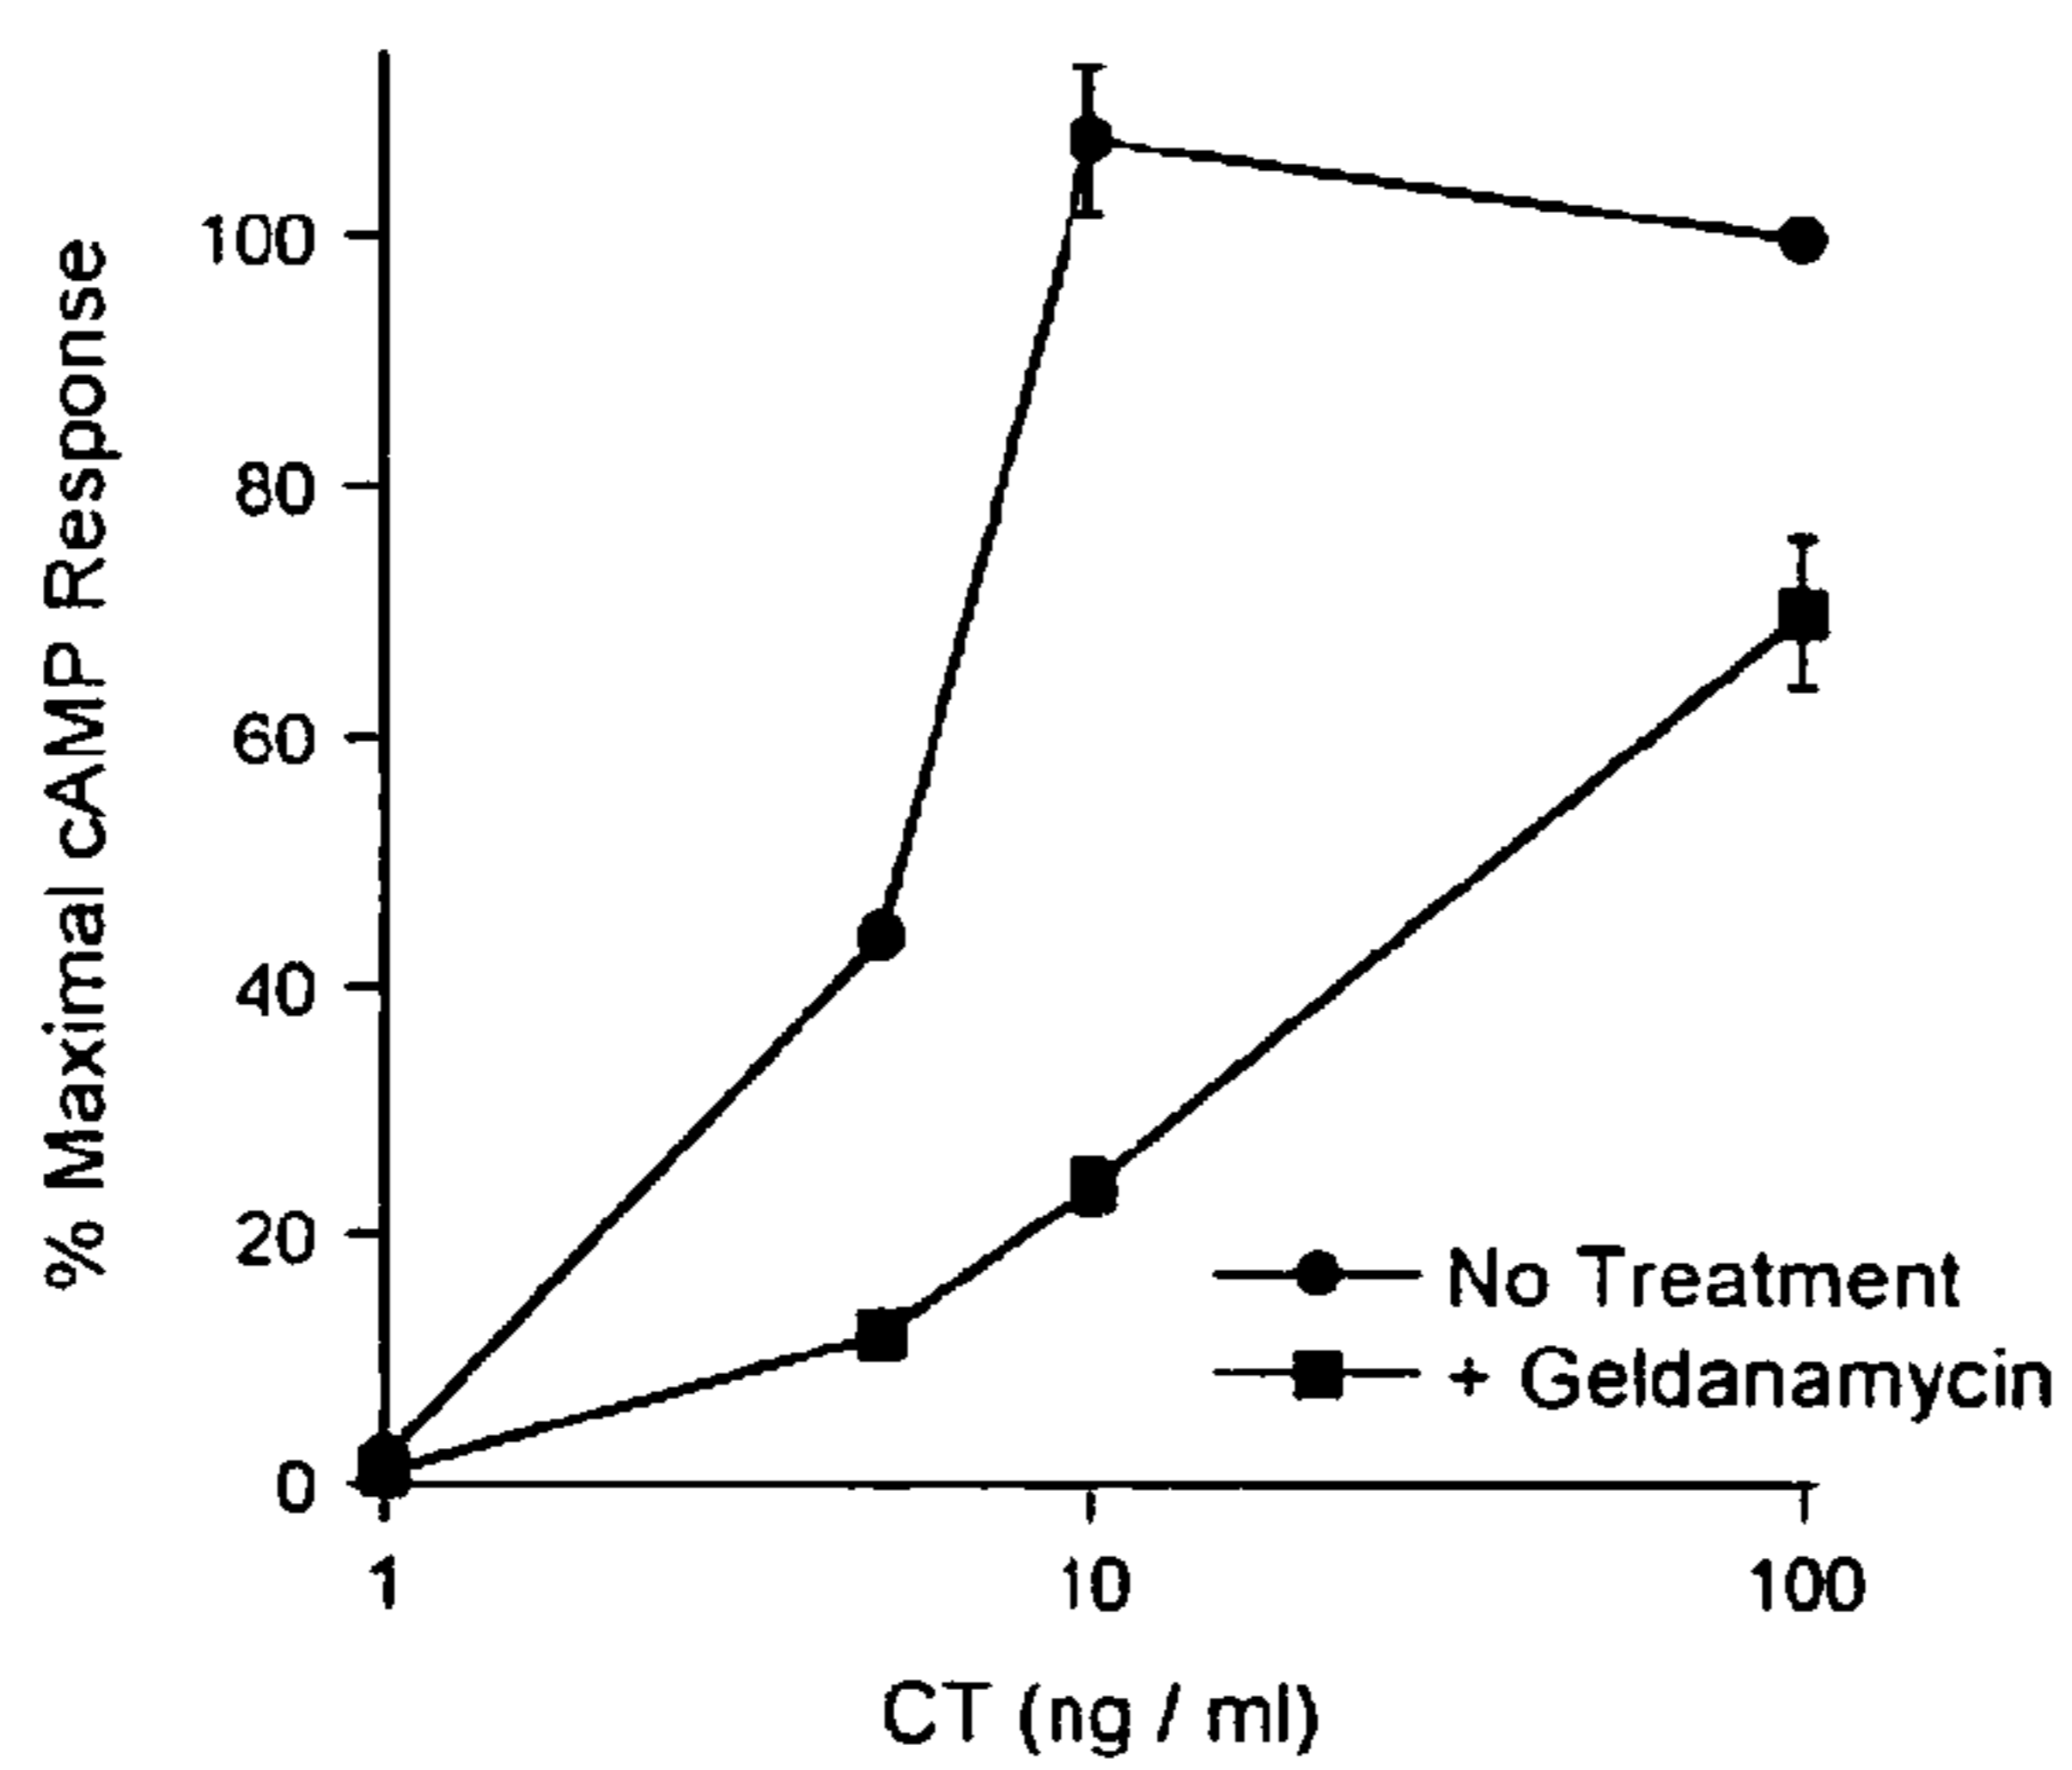 % Maximal cAMP Response
100
80
60
40
20
0
1 10 100
CT (ng / ml)
No Treatment
+ Geldanamycin